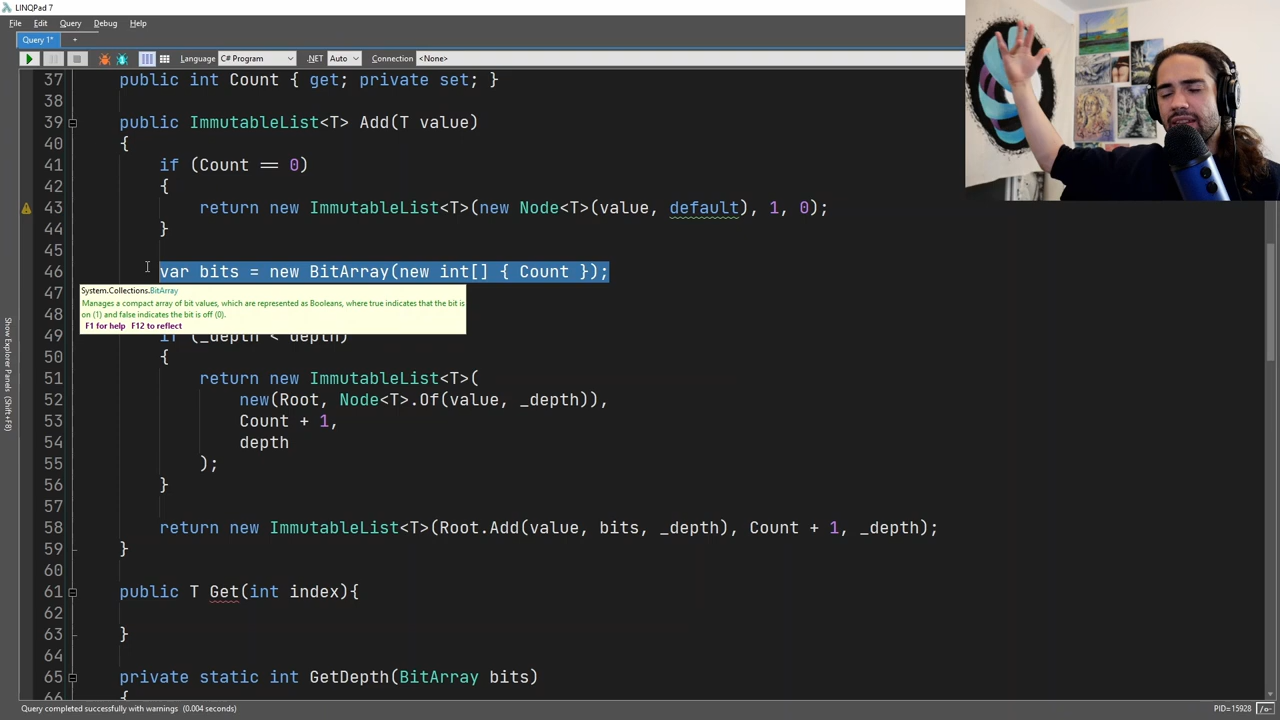 LINQPad 7
File Edit Query Debug Help
Query 1* +
Language C# Program .NET Auto Connection <None>
37 public int Count { get; private set; }
38
39 public ImmutableList<T> Add(T value)
40 {
41 if (Count == 0)
42 {
43 return new ImmutableList<T>(new Node<T>(value, default), 1, 0);
44 }
45
46 var bits = new BitArray(new int[] { Count });
47
System.Collections.BitArray
Manages a compact array of bit values, which are represented as Booleans, where true indicates that the bit is
on (1) and false indicates the bit is off (0).
F1 for help F12 to reflect
48
49 if (_depth < depth)
50 {
51 return new ImmutableList<T>(
52 new(Root, Node<T>.Of(value, _depth)),
53 Count + 1,
54 depth
55 );
56 }
57
58 return new ImmutableList<T>(Root.Add(value, bits, _depth), Count + 1, _depth);
59 }
60
61 public T Get(int index){
62
63 }
64
65 private static int GetDepth(BitArray bits)
66 {
Show Explorer Panels (Shift+F8)
Query completed successfully with warnings (0.004 seconds)
PID=15928 /o-